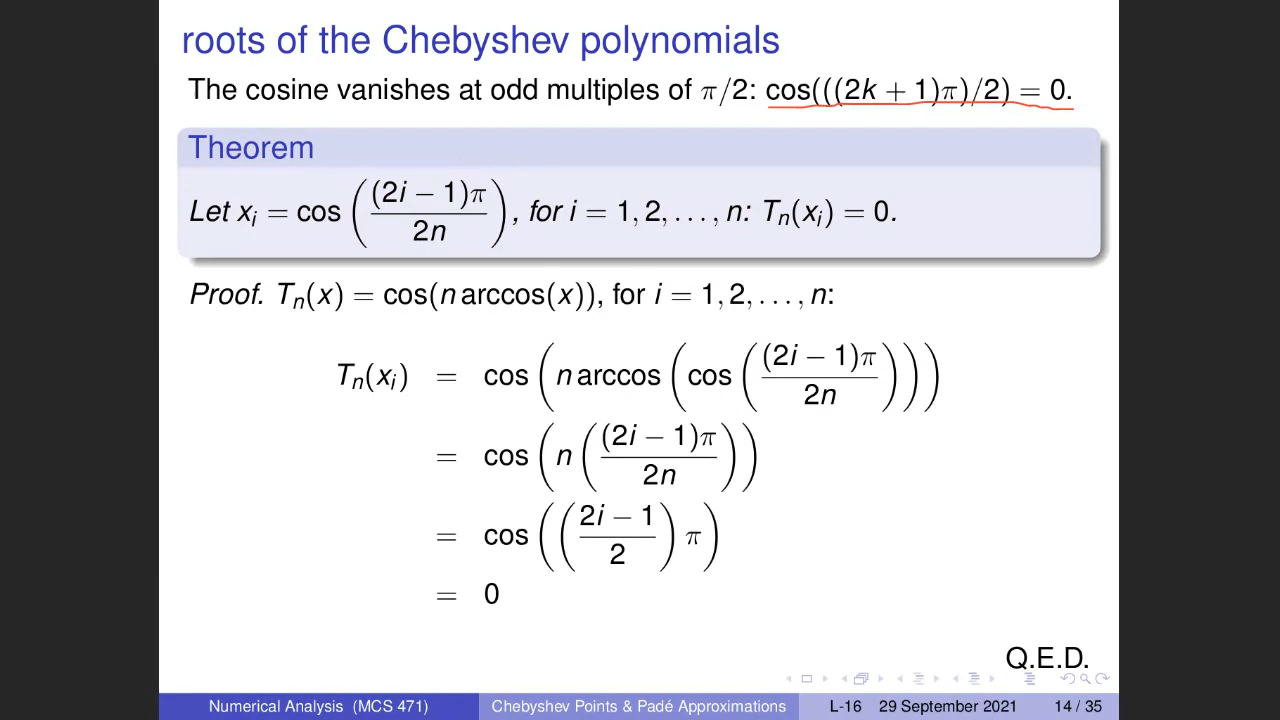 roots of the Chebyshev polynomials
The cosine vanishes at odd multiples of π/2: cos(((2k + 1)π)/2) = 0.
Theorem
Let xᵢ = cos((2i − 1)π / 2n), for i = 1, 2, . . . , n: Tₙ(xᵢ) = 0.
Proof. Tₙ(x) = cos(n arccos(x)), for i = 1, 2, . . . , n:
Tₙ(xᵢ) = cos(n arccos(cos((2i − 1)π / 2n)))
= cos(n((2i − 1)π / 2n))
= cos((2i − 1 / 2) π)
= 0
Q.E.D.
Numerical Analysis (MCS 471) Chebyshev Points & Padé Approximations L-16 29 September 2021 14 / 35